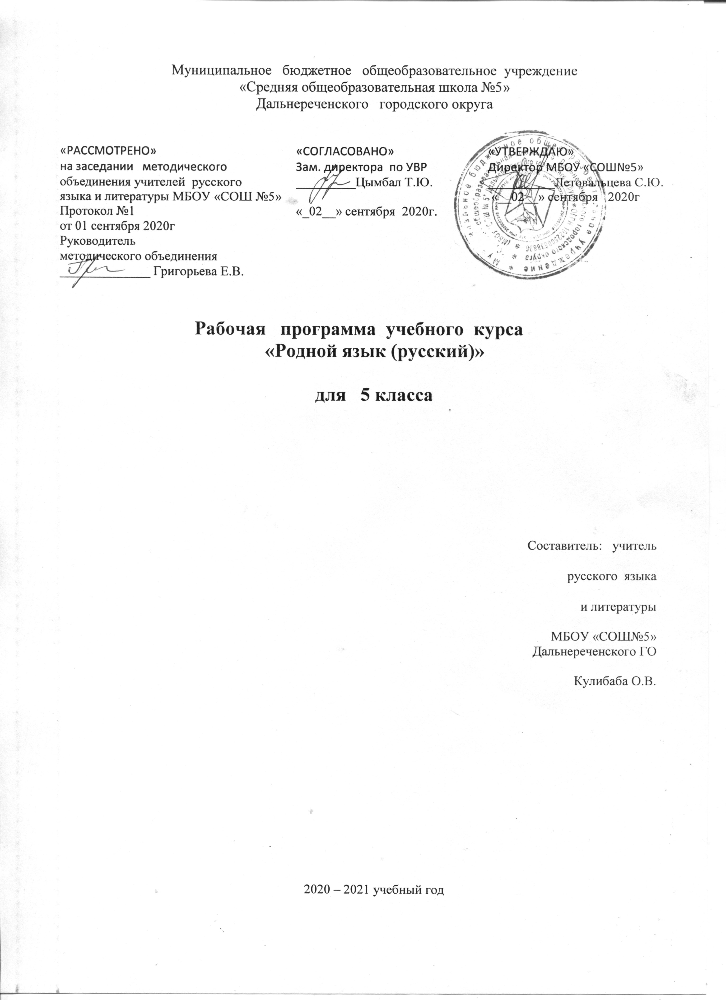 Муниципальное бюджетное общеобразовательное учреждение
«Средняя общеобразовательная школа №5»
Дальнереченского городского округа
«РАССМОТРЕНО»
на заседании методического
объединения учителей русского
языка и литературы МБОУ «СОШ №5»
Протокол №1
от 01 сентября 2020г
Руководитель
методического объединения
_______________ Григорьева Е.В.
«СОГЛАСОВАНО»
Зам. директора по УВР
__________Цымбал Т.Ю.
«_02__» сентября 2020г.
«УТВЕРЖДАЮ»
Директор МБОУ «СОШ№5»
___________Летовальцева С.Ю.
«__02__» сентября 2020г
Рабочая программа учебного курса
«Родной язык (русский)»
для 5 класса
Составитель: учитель
русского языка
и литературы
МБОУ «СОШ№5»
Дальнереченского ГО
Кулибаба О.В.
2020 – 2021 учебный год